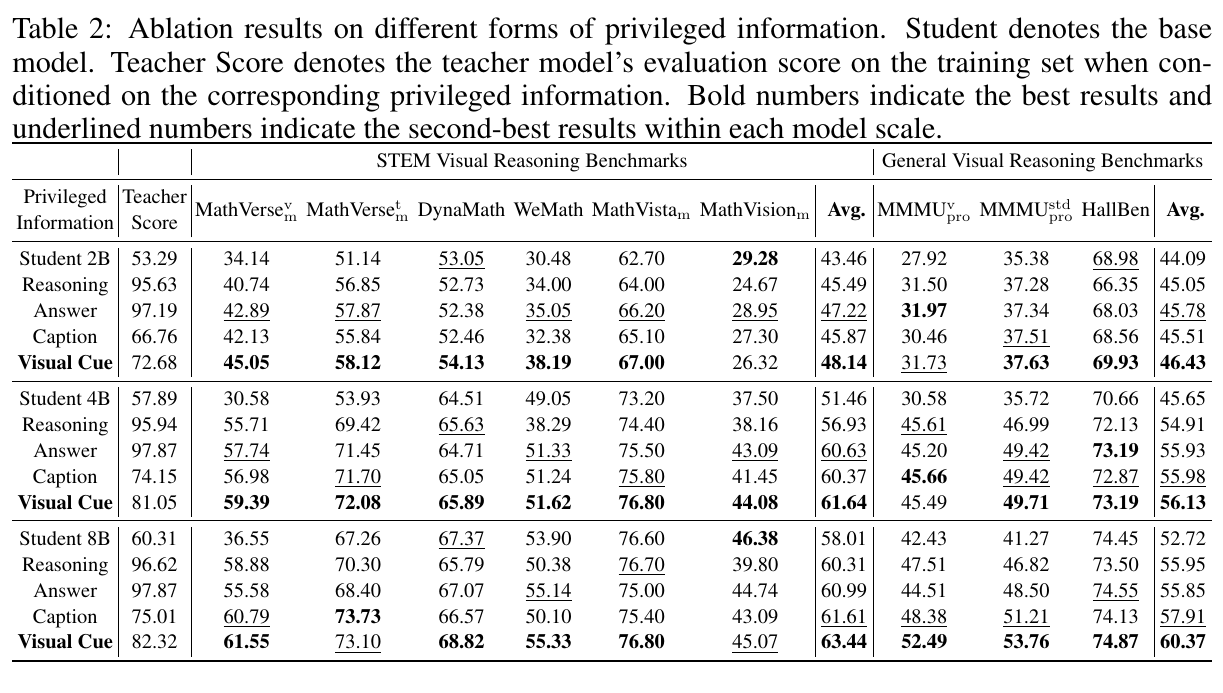 Table 2: Ablation results on different forms of privileged information. Student denotes the base
model. Teacher Score denotes the teacher model's evaluation score on the training set when con-
ditioned on the corresponding privileged information. Bold numbers indicate the best results and
underlined numbers indicate the second-best results within each model scale.
STEM Visual Reasoning Benchmarks General Visual Reasoning Benchmarks
Privileged Information Teacher Score MathVerse^v_m MathVerse^t_m DynaMath WeMath MathVista_m MathVision_m Avg. MMMU^v_pro MMMU^std_pro HallBen Avg.
Student 2B 53.29 34.14 51.14 53.05 30.48 62.70 29.28 43.46 27.92 35.38 68.98 44.09
Reasoning 95.63 40.74 56.85 52.73 34.00 64.00 24.67 45.49 31.50 37.28 66.35 45.05
Answer 97.19 42.89 57.87 52.38 35.05 66.20 28.95 47.22 31.97 37.34 68.03 45.78
Caption 66.76 42.13 55.84 52.46 32.38 65.10 27.30 45.87 30.46 37.51 68.56 45.51
Visual Cue 72.68 45.05 58.12 54.13 38.19 67.00 26.32 48.14 31.73 37.63 69.93 46.43
Student 4B 57.89 30.58 53.93 64.51 49.05 73.20 37.50 51.46 30.58 35.72 70.66 45.65
Reasoning 95.94 55.71 69.42 65.63 38.29 74.40 38.16 56.93 45.61 46.99 72.13 54.91
Answer 97.87 57.74 71.45 64.71 51.33 75.50 43.09 60.63 45.20 49.42 73.19 55.93
Caption 74.15 56.98 71.70 65.05 51.24 75.80 41.45 60.37 45.66 49.42 72.87 55.98
Visual Cue 81.05 59.39 72.08 65.89 51.62 76.80 44.08 61.64 45.49 49.71 73.19 56.13
Student 8B 60.31 36.55 67.26 67.37 53.90 76.60 46.38 58.01 42.43 41.27 74.45 52.72
Reasoning 96.62 58.88 70.30 65.79 50.38 76.70 39.80 60.31 47.51 46.82 73.50 55.95
Answer 97.87 55.58 68.40 67.07 55.14 75.00 44.74 60.99 44.51 48.50 74.55 55.85
Caption 75.01 60.79 73.73 66.57 50.10 75.40 43.09 61.61 48.38 51.21 74.13 57.91
Visual Cue 82.32 61.55 73.10 68.82 55.33 76.80 45.07 63.44 52.49 53.76 74.87 60.37